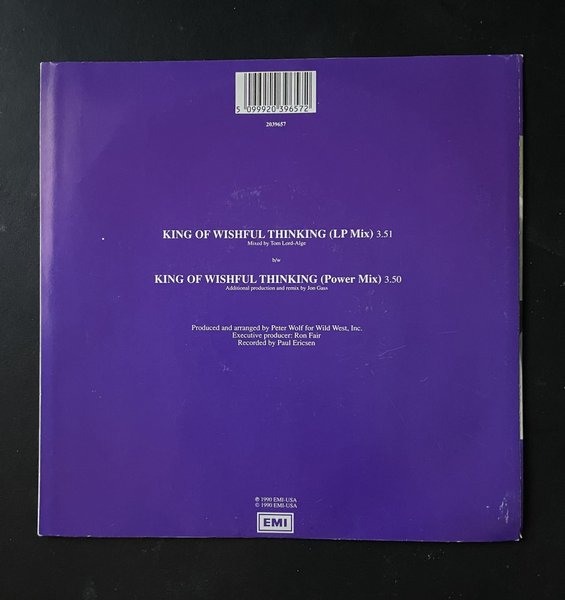 5 099920 396572
2039657
KING OF WISHFUL THINKING (LP Mix) 3.51
Mixed by Tom Lord-Alge
b/w
KING OF WISHFUL THINKING (Power Mix) 3.50
Additional production and remix by Jon Gass
Produced and arranged by Peter Wolf for Wild West, Inc.
Executive producer: Ron Fair
Recorded by Paul Ericsen
℗ 1990 EMI-USA
© 1990 EMI-USA
EMI